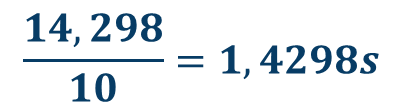 14, 298
10
= 1, 4298s